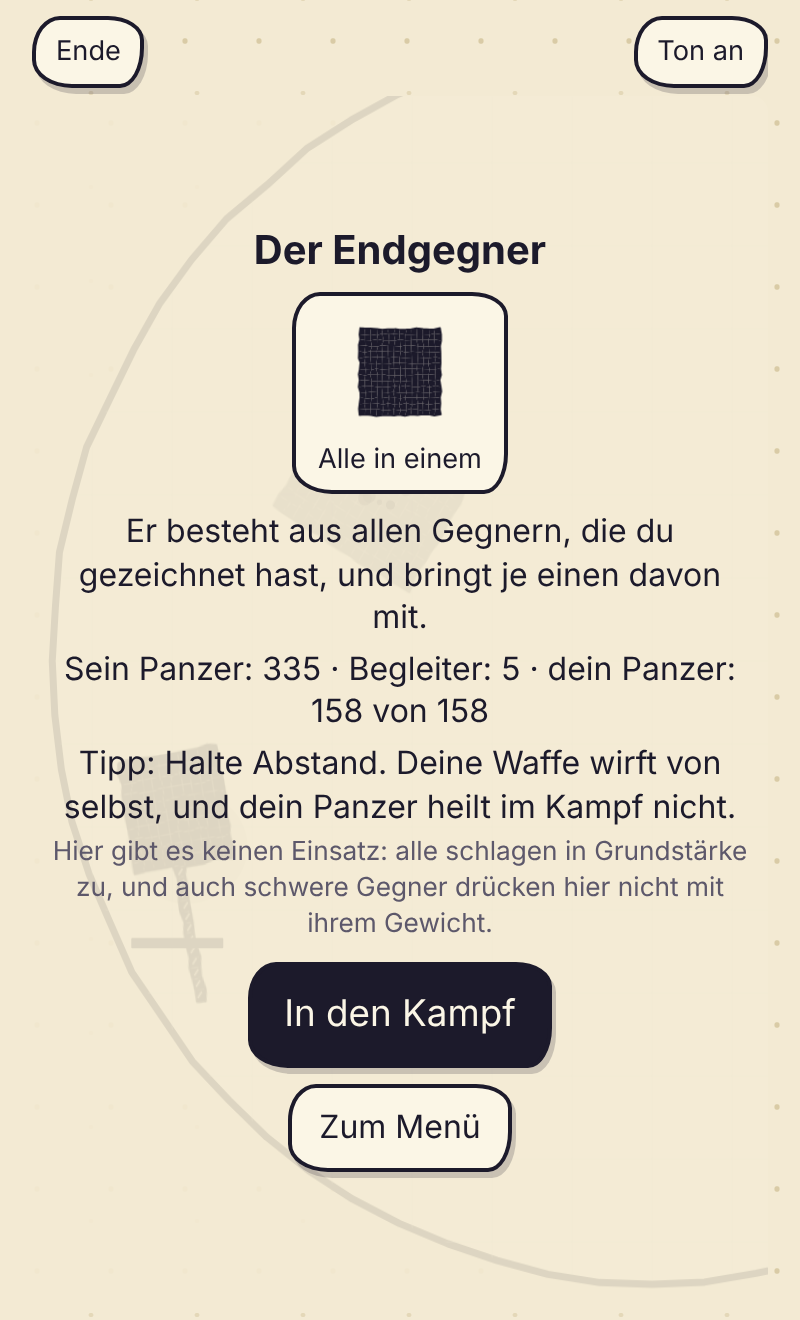 Ende
Ton an
Der Endgegner
Alle in einem
Er besteht aus allen Gegnern, die du
gezeichnet hast, und bringt je einen davon
mit.
Sein Panzer: 335 · Begleiter: 5 · dein Panzer:
158 von 158
Tipp: Halte Abstand. Deine Waffe wirft von
selbst, und dein Panzer heilt im Kampf nicht.
Hier gibt es keinen Einsatz: alle schlagen in Grundstärke
zu, und auch schwere Gegner drücken hier nicht mit
ihrem Gewicht.
In den Kampf
Zum Menü